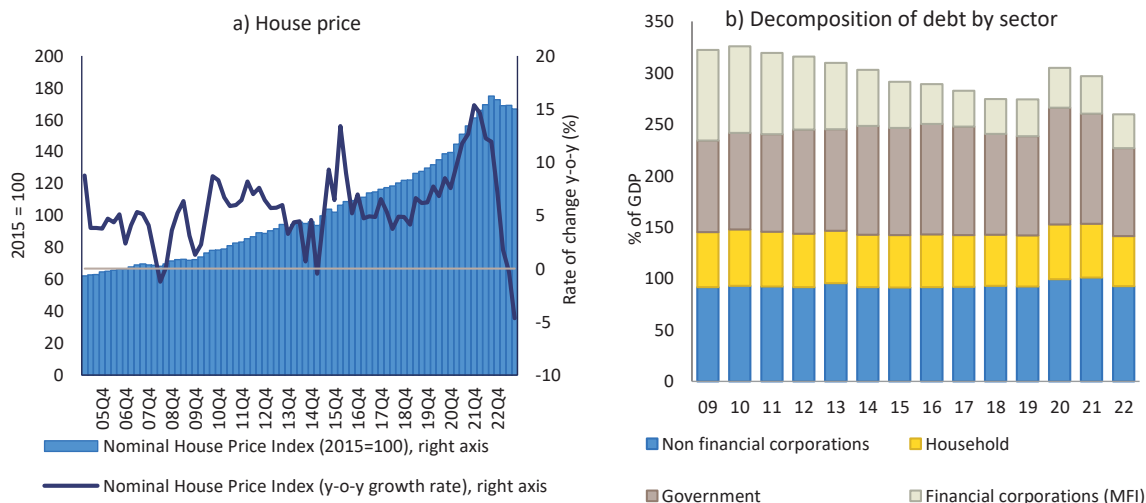 a) House price
200
180
160
140
120
100
80
60
40
20
0
2015 = 100
20
15
10
5
0
-5
-10
Rate of change y-o-y (%)
05Q4
06Q4
07Q4
08Q4
09Q4
10Q4
11Q4
12Q4
13Q4
14Q4
15Q4
16Q4
17Q4
18Q4
19Q4
20Q4
21Q4
22Q4
Nominal House Price Index (2015=100), right axis
Nominal House Price Index (y-o-y growth rate), right axis
b) Decomposition of debt by sector
350
300
250
200
150
100
50
0
% of GDP
09 10 11 12 13 14 15 16 17 18 19 20 21 22
Non financial corporations
Household
Government
Financial corporations (MFI)